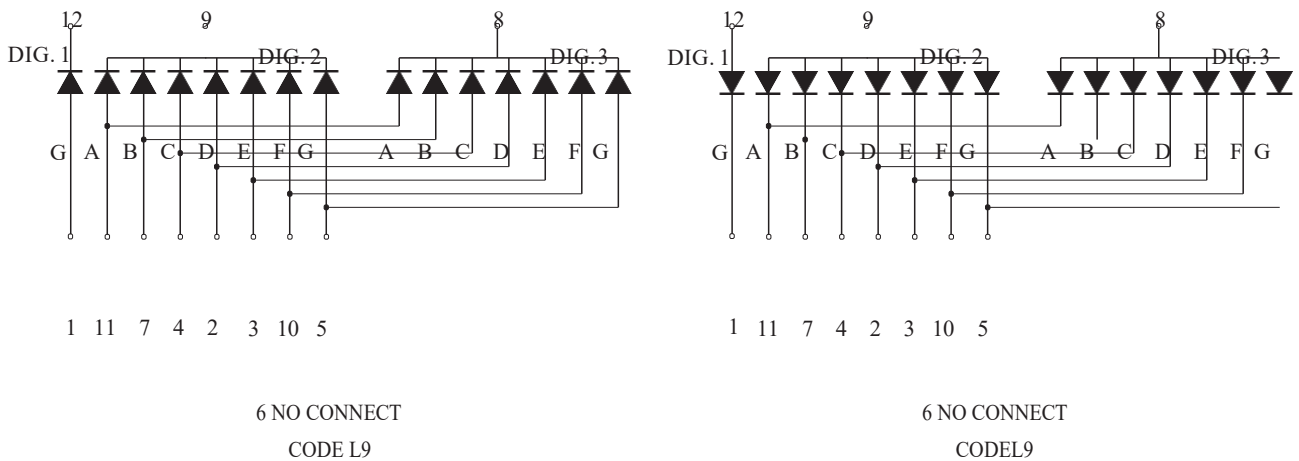 12 9 8 12 9 8
DIG. 1 DIG. 2 DIG.3 DIG. 1 DIG. 2 DIG.3
G A B C D E F G A B C D E F G G A B C D E F G A B C D E F G
1 11 7 4 2 3 10 5 1 11 7 4 2 3 10 5
6 NO CONNECT 6 NO CONNECT
CODE L9 CODEL9